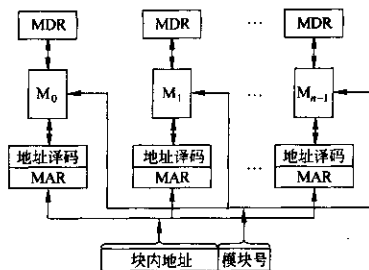 MDR MDR … MDR
M₀ M₁ … Mₙ₋₁
地址译码 地址译码 … 地址译码
MAR MAR MAR
块内地址 模块号